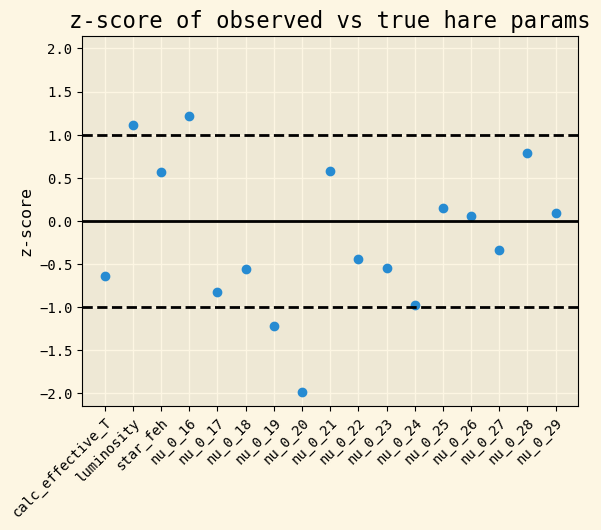 z-score of observed vs true hare params
2.0
1.5
1.0
0.5
0.0
−0.5
−1.0
−1.5
−2.0
z-score
calc_effective_T
luminosity
star_feh
nu_0_16
nu_0_17
nu_0_18
nu_0_19
nu_0_20
nu_0_21
nu_0_22
nu_0_23
nu_0_24
nu_0_25
nu_0_26
nu_0_27
nu_0_28
nu_0_29